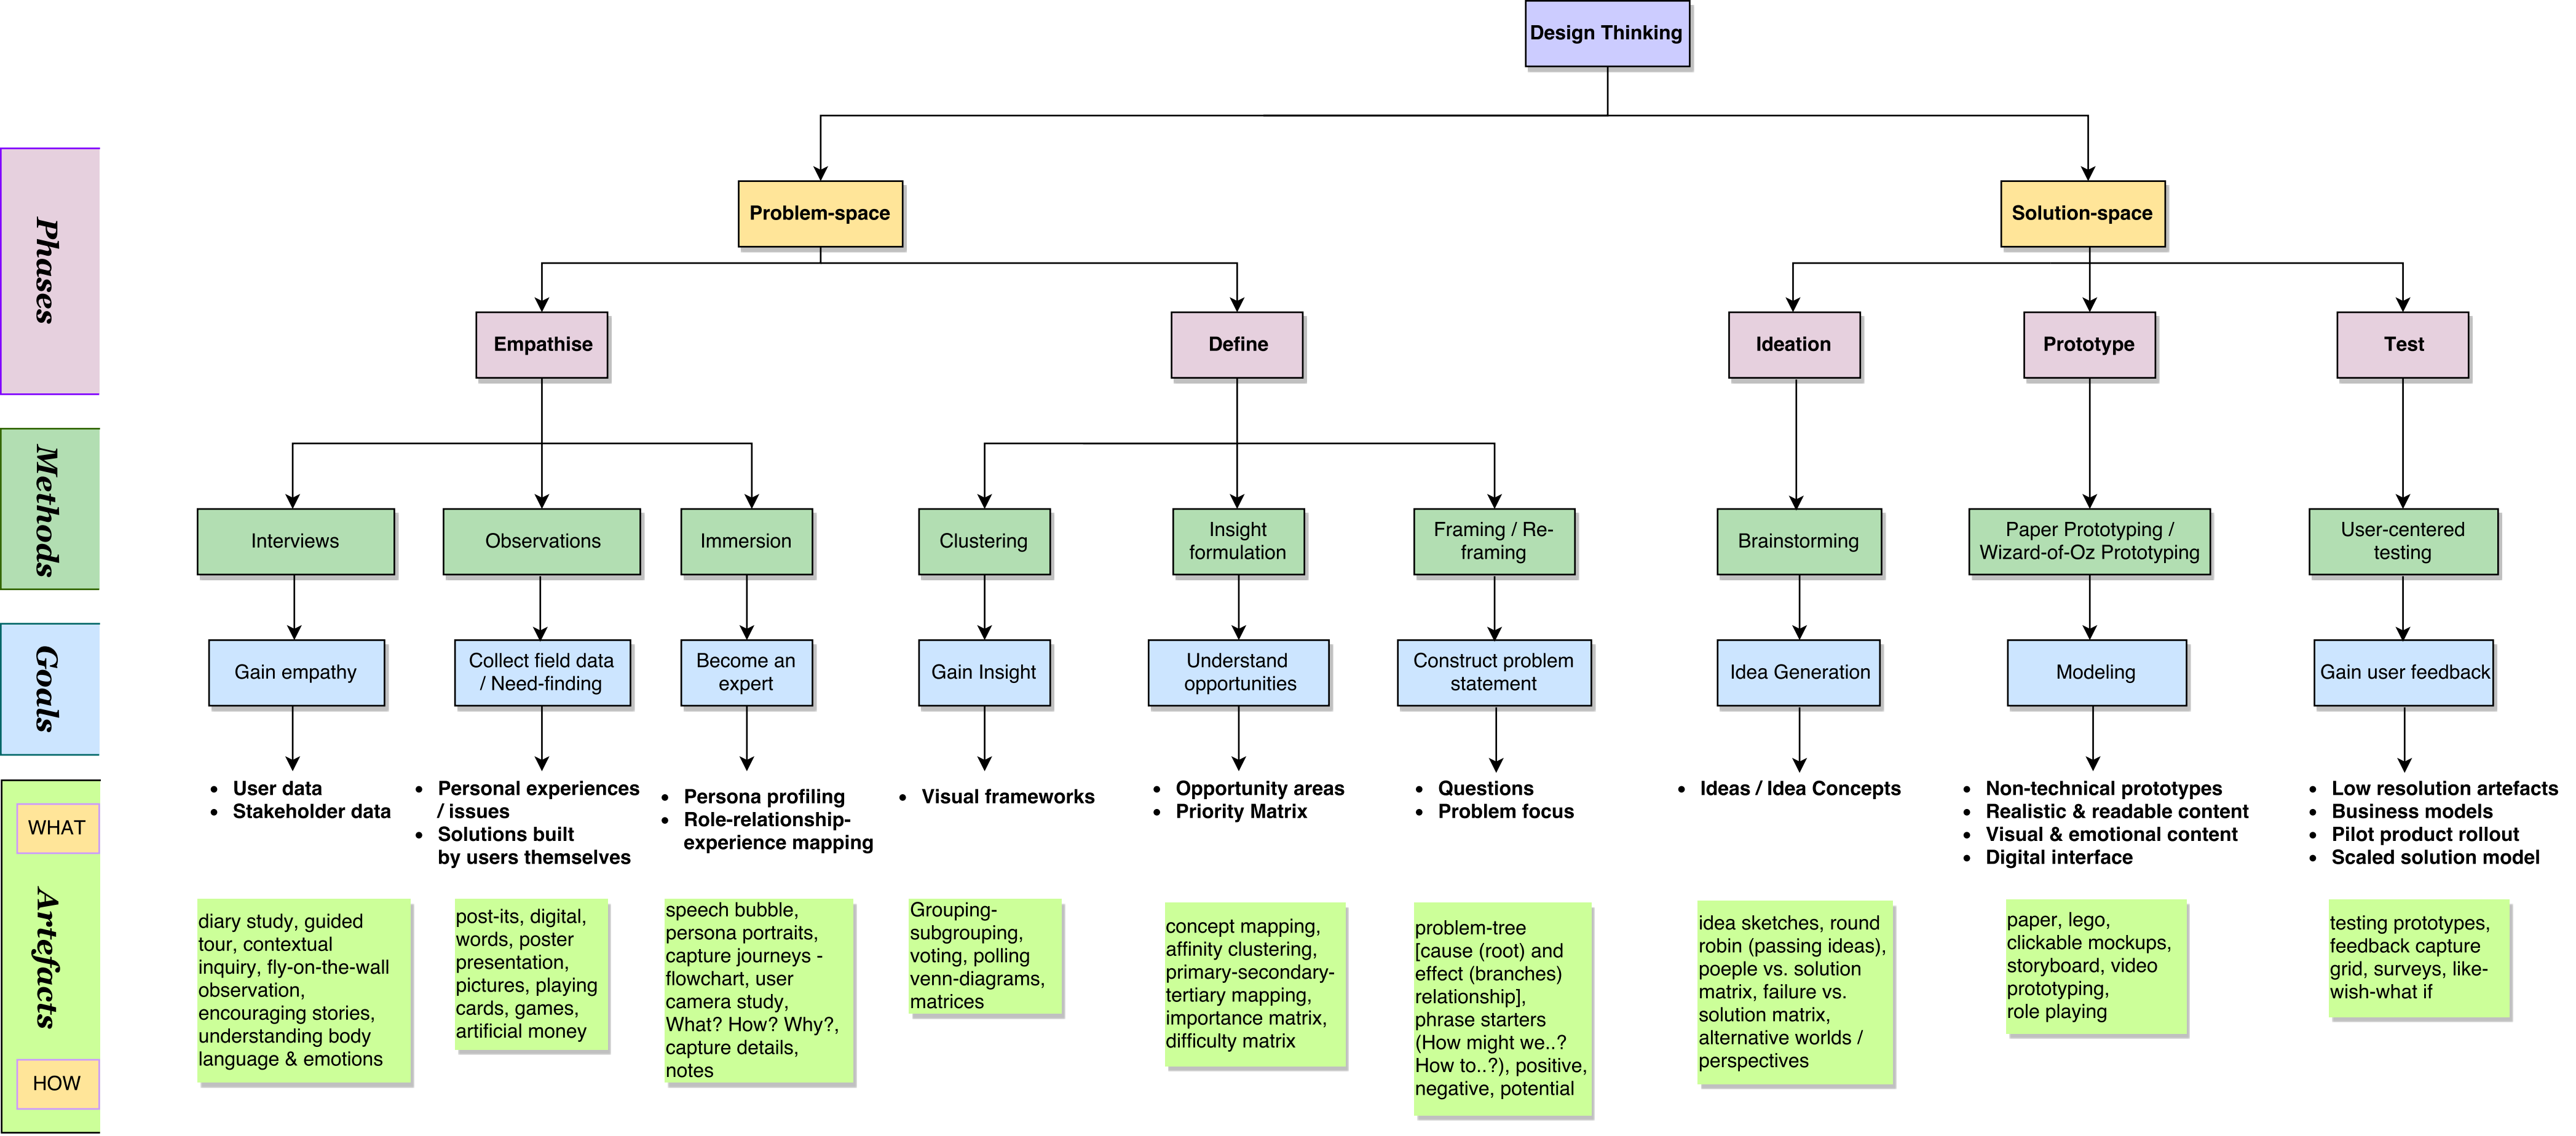 Design Thinking
Phases
Problem-space
Solution-space
Empathise
Define
Ideation
Prototype
Test
Methods
Interviews
Observations
Immersion
Clustering
Insight
formulation
Framing / Re-
framing
Brainstorming
Paper Prototyping /
Wizard-of-Oz Prototyping
User-centered
testing
Goals
Gain empathy
Collect field data
/ Need-finding
Become an
expert
Gain Insight
Understand
opportunities
Construct problem
statement
Idea Generation
Modeling
Gain user feedback
Artefacts
WHAT
• User data
• Stakeholder data
• Personal experiences
/ issues
• Solutions built
by users themselves
• Persona profiling
• Role-relationship-
experience mapping
• Visual frameworks
• Opportunity areas
• Priority Matrix
• Questions
• Problem focus
• Ideas / Idea Concepts
• Non-technical prototypes
• Realistic & readable content
• Visual & emotional content
• Digital interface
• Low resolution artefacts
• Business models
• Pilot product rollout
• Scaled solution model
HOW
diary study, guided
tour, contextual
inquiry, fly-on-the-wall
observation,
encouraging stories,
understanding body
language & emotions
post-its, digital,
words, poster
presentation,
pictures, playing
cards, games,
artificial money
speech bubble,
persona portraits,
capture journeys -
flowchart, user
camera study,
What? How? Why?,
capture details,
notes
Grouping-
subgrouping,
voting, polling
venn-diagrams,
matrices
concept mapping,
affinity clustering,
primary-secondary-
tertiary mapping,
importance matrix,
difficulty matrix
problem-tree
[cause (root) and
effect (branches)
relationship],
phrase starters
(How might we..?
How to..?), positive,
negative, potential
idea sketches, round
robin (passing ideas),
poeple vs. solution
matrix, failure vs.
solution matrix,
alternative worlds /
perspectives
paper, lego,
clickable mockups,
storyboard, video
prototyping,
role playing
testing prototypes,
feedback capture
grid, surveys, like-
wish-what if